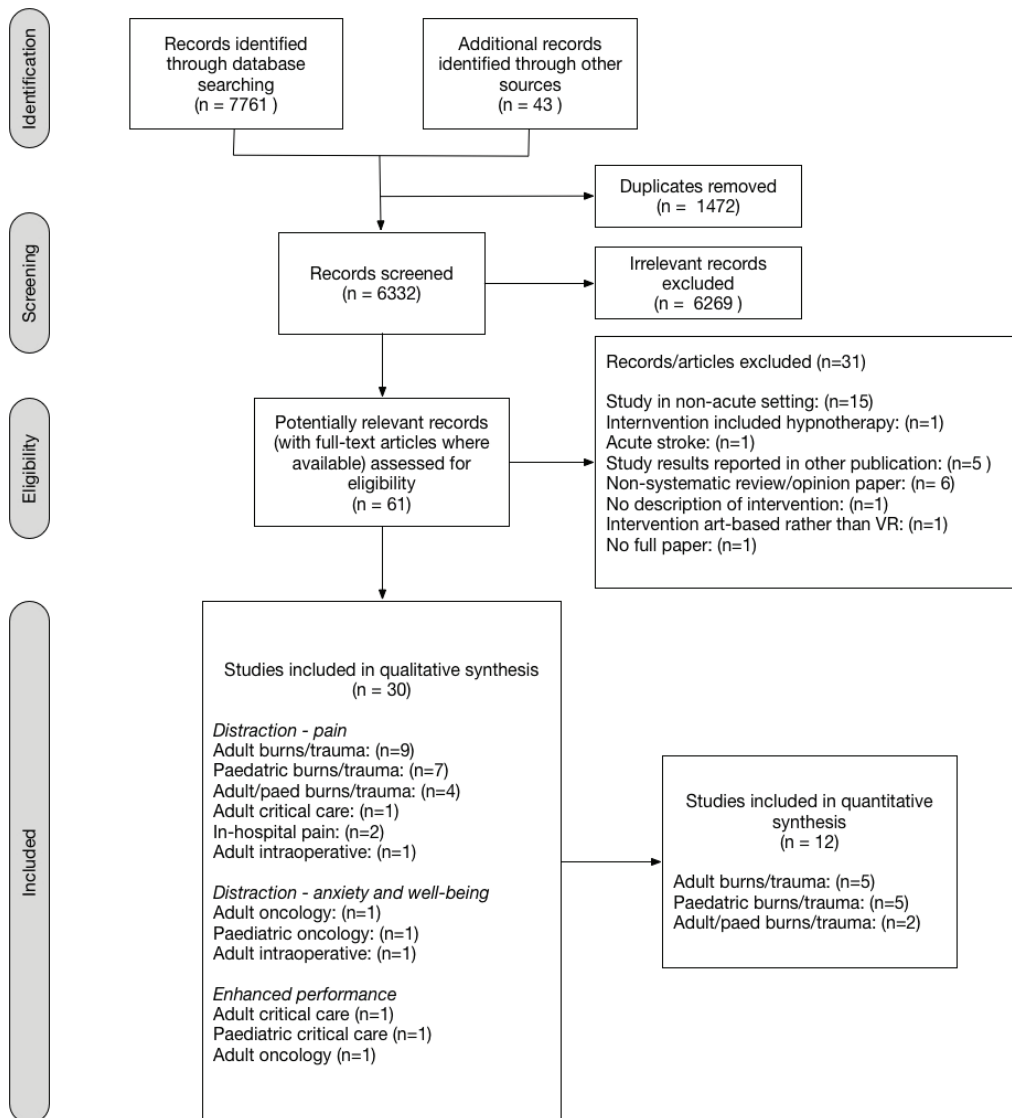 Identification
Records identified
through database
searching
(n = 7761 )
Additional records
identified through other
sources
(n = 43 )
Duplicates removed
(n = 1472)
Screening
Records screened
(n = 6332)
Irrelevant records
excluded
(n = 6269 )
Eligibility
Potentially relevant records
(with full-text articles where
available) assessed for
eligibility
(n = 61)
Records/articles excluded (n=31)
Study in non-acute setting: (n=15)
Internvention included hypnotherapy: (n=1)
Acute stroke: (n=1)
Study results reported in other publication: (n=5 )
Non-systematic review/opinion paper: (n= 6)
No description of intervention: (n=1)
Intervention art-based rather than VR: (n=1)
No full paper: (n=1)
Included
Studies included in qualitative synthesis
(n = 30)
Distraction - pain
Adult burns/trauma: (n=9)
Paedatric burns/trauma: (n=7)
Adult/paed burns/trauma: (n=4)
Adult critical care: (n=1)
In-hospital pain: (n=2)
Adult intraoperative: (n=1)
Distraction - anxiety and well-being
Adult oncology: (n=1)
Paediatric oncology: (n=1)
Adult intraoperative: (n=1)
Enhanced performance
Adult critical care (n=1)
Paediatric critical care (n=1)
Adult oncology (n=1)
Studies included in quantitative
synthesis
(n = 12)
Adult burns/trauma: (n=5)
Paedatric burns/trauma: (n=5)
Adult/paed burns/trauma: (n=2)